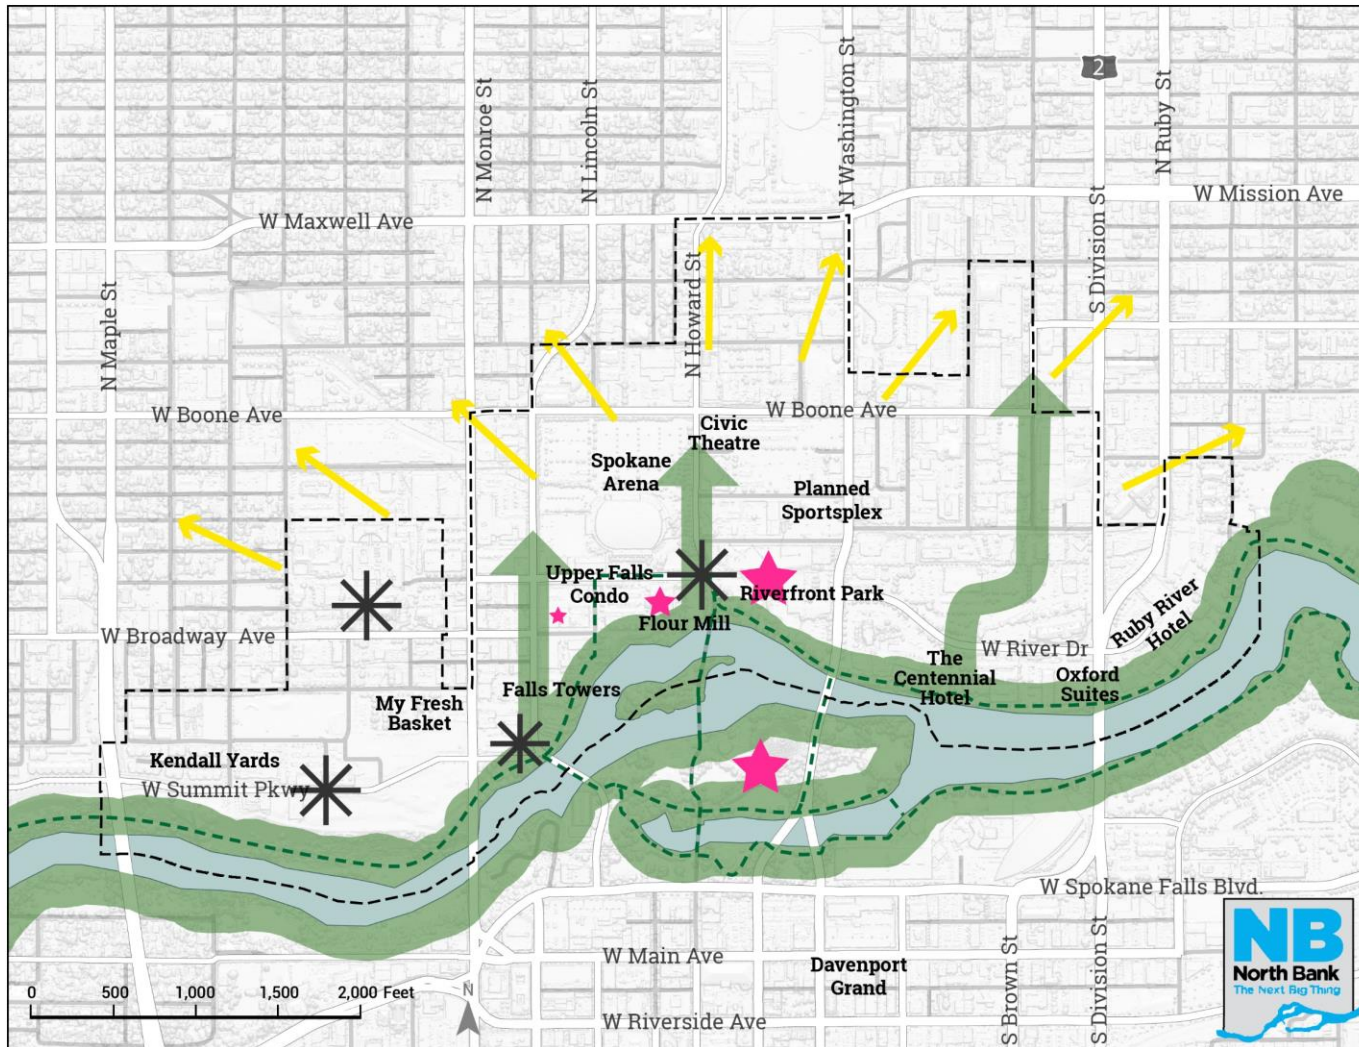 N Monroe St
N Lincoln St
N Washington St
2
N Ruby St
W Mission Ave
W Maxwell Ave
N Maple St
N Howard St
S Division St
W Boone Ave
W Boone Ave
Civic
Theatre
Spokane
Arena
Planned
Sportsplex
Upper Falls
Condo
Riverfront Park
Flour Mill
W Broadway Ave
W River Dr
Ruby River
Hotel
The
Centennial
Hotel
Oxford
Suites
Falls Towers
My Fresh
Basket
Kendall Yards
W Summit Pkwy
W Spokane Falls Blvd.
W Main Ave
Davenport
Grand
S Brown St
S Division St
W Riverside Ave
0 500 1,000 1,500 2,000 Feet
N
NB
North Bank
The Next Big Thing